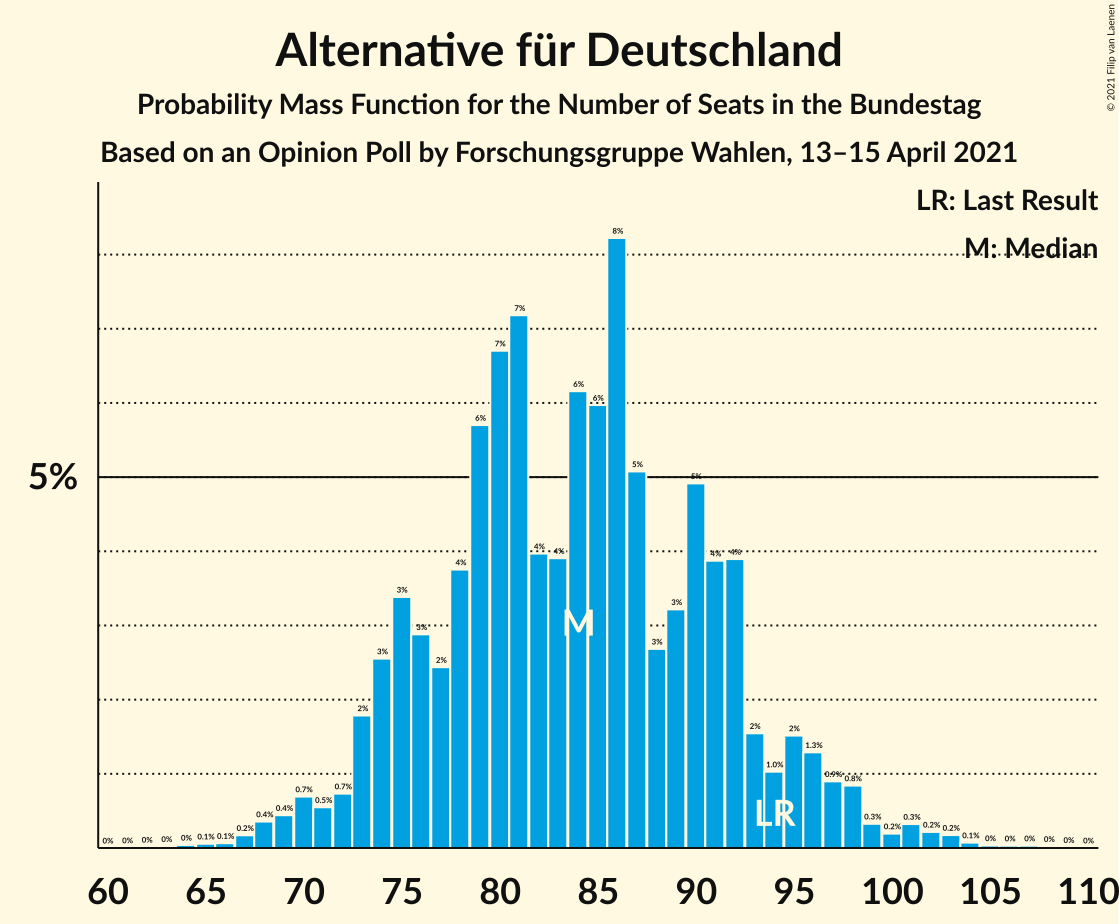 Alternative für Deutschland
Probability Mass Function for the Number of Seats in the Bundestag
Based on an Opinion Poll by Forschungsgruppe Wahlen, 13–15 April 2021
© 2021 Filip van Laenen
LR: Last Result
M: Median
5%
0% 0% 0% 0% 0% 0.1% 0.1% 0.2% 0.4% 0.4% 0.7% 0.5% 0.7% 2% 3% 3% 3% 2% 4% 6% 7% 7% 4% 4% 6% 6% 8% 5% 3% 3% 5% 4% 4% 2% 1.0% 2% 1.3% 0.9% 0.8% 0.3% 0.2% 0.3% 0.2% 0.2% 0.1% 0% 0% 0% 0% 0% 0%
M
LR
60 65 70 75 80 85 90 95 100 105 110